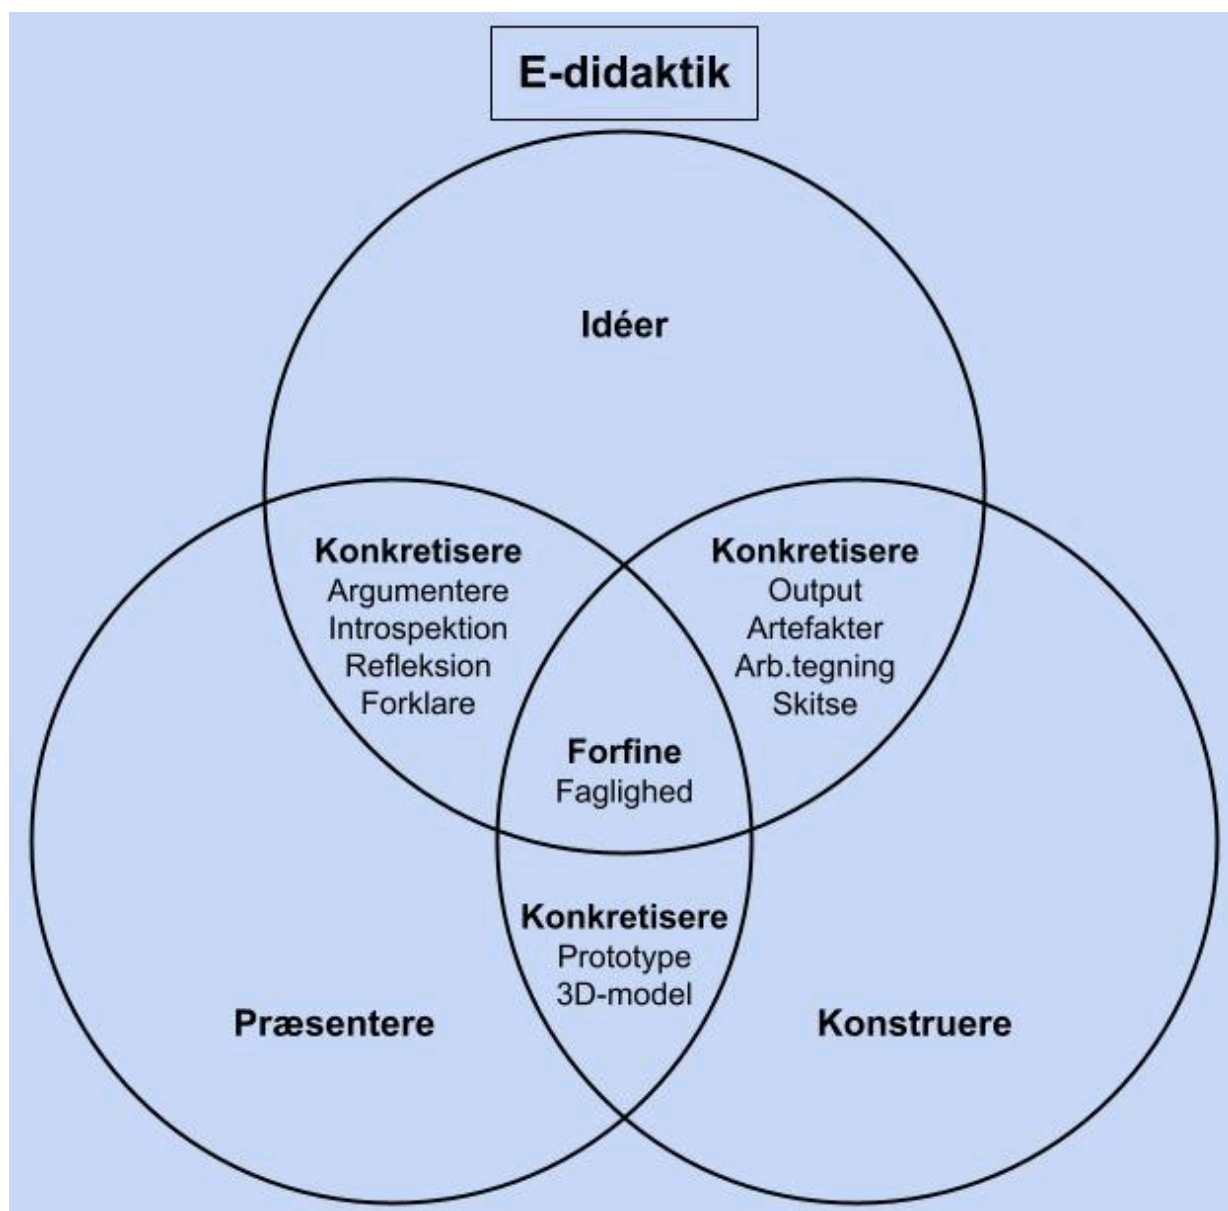 E-didaktik
Idéer
Konkretisere
Argumentere
Introspektion
Refleksion
Forklare
Konkretisere
Output
Artefakter
Arb.tegning
Skitse
Forfine
Faglighed
Konkretisere
Prototype
3D-model
Præsentere
Konstruere